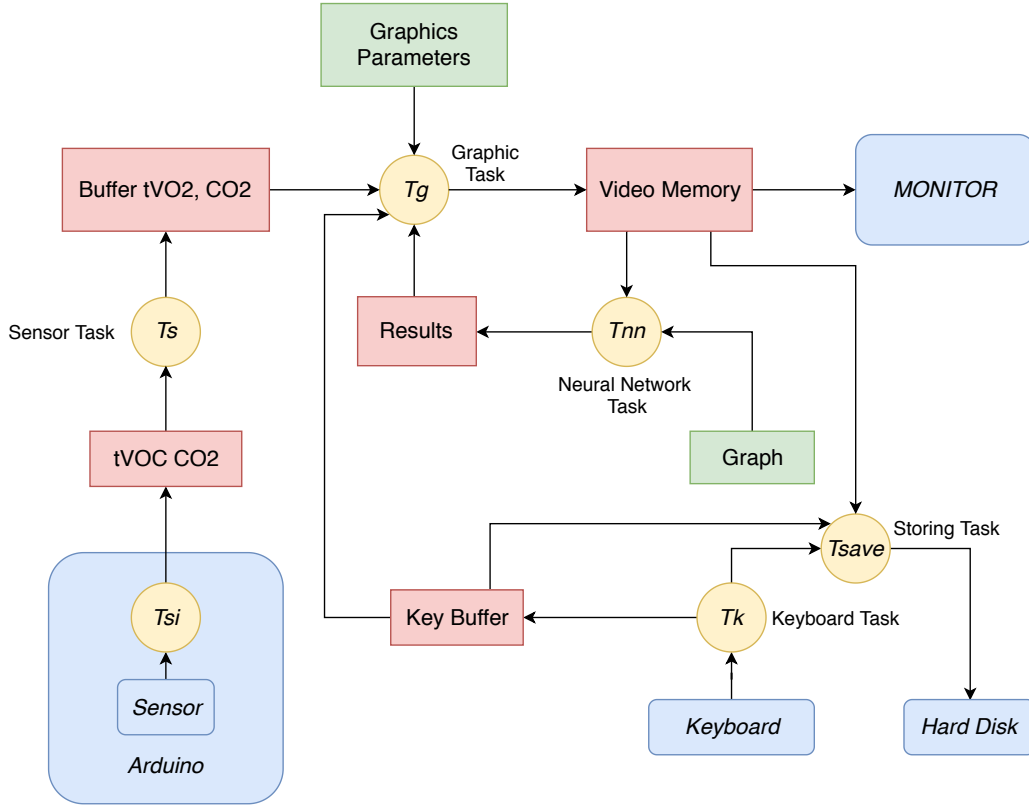 Graphics
Parameters
Graphic
Task
Buffer tVO2, CO2
Tg
Video Memory
MONITOR
Sensor Task
Ts
Results
Tnn
Neural Network
Task
tVOC CO2
Graph
Storing Task
Tsave
Tsi
Key Buffer
Tk
Keyboard Task
Sensor
Keyboard
Hard Disk
Arduino